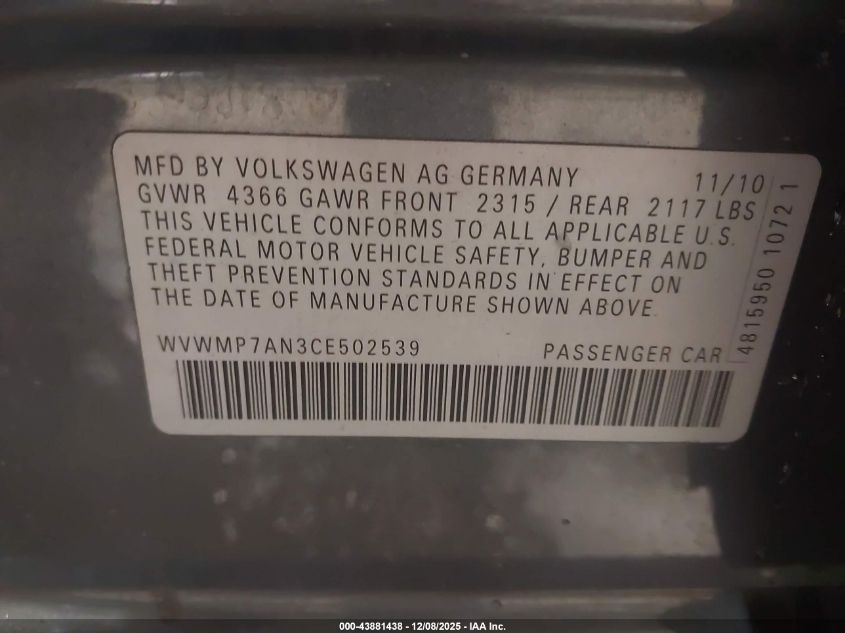 MFD BY VOLKSWAGEN AG GERMANY 11/10
GVWR 4366 GAWR FRONT 2315 / REAR 2117 LBS
THIS VEHICLE CONFORMS TO ALL APPLICABLE U.S.
FEDERAL MOTOR VEHICLE SAFETY, BUMPER AND
THEFT PREVENTION STANDARDS IN EFFECT ON
THE DATE OF MANUFACTURE SHOWN ABOVE.
WVWMP7AN3CE502539 PASSENGER CAR
4815950 10721
000-43881438 - 12/08/2025 - IAA Inc.